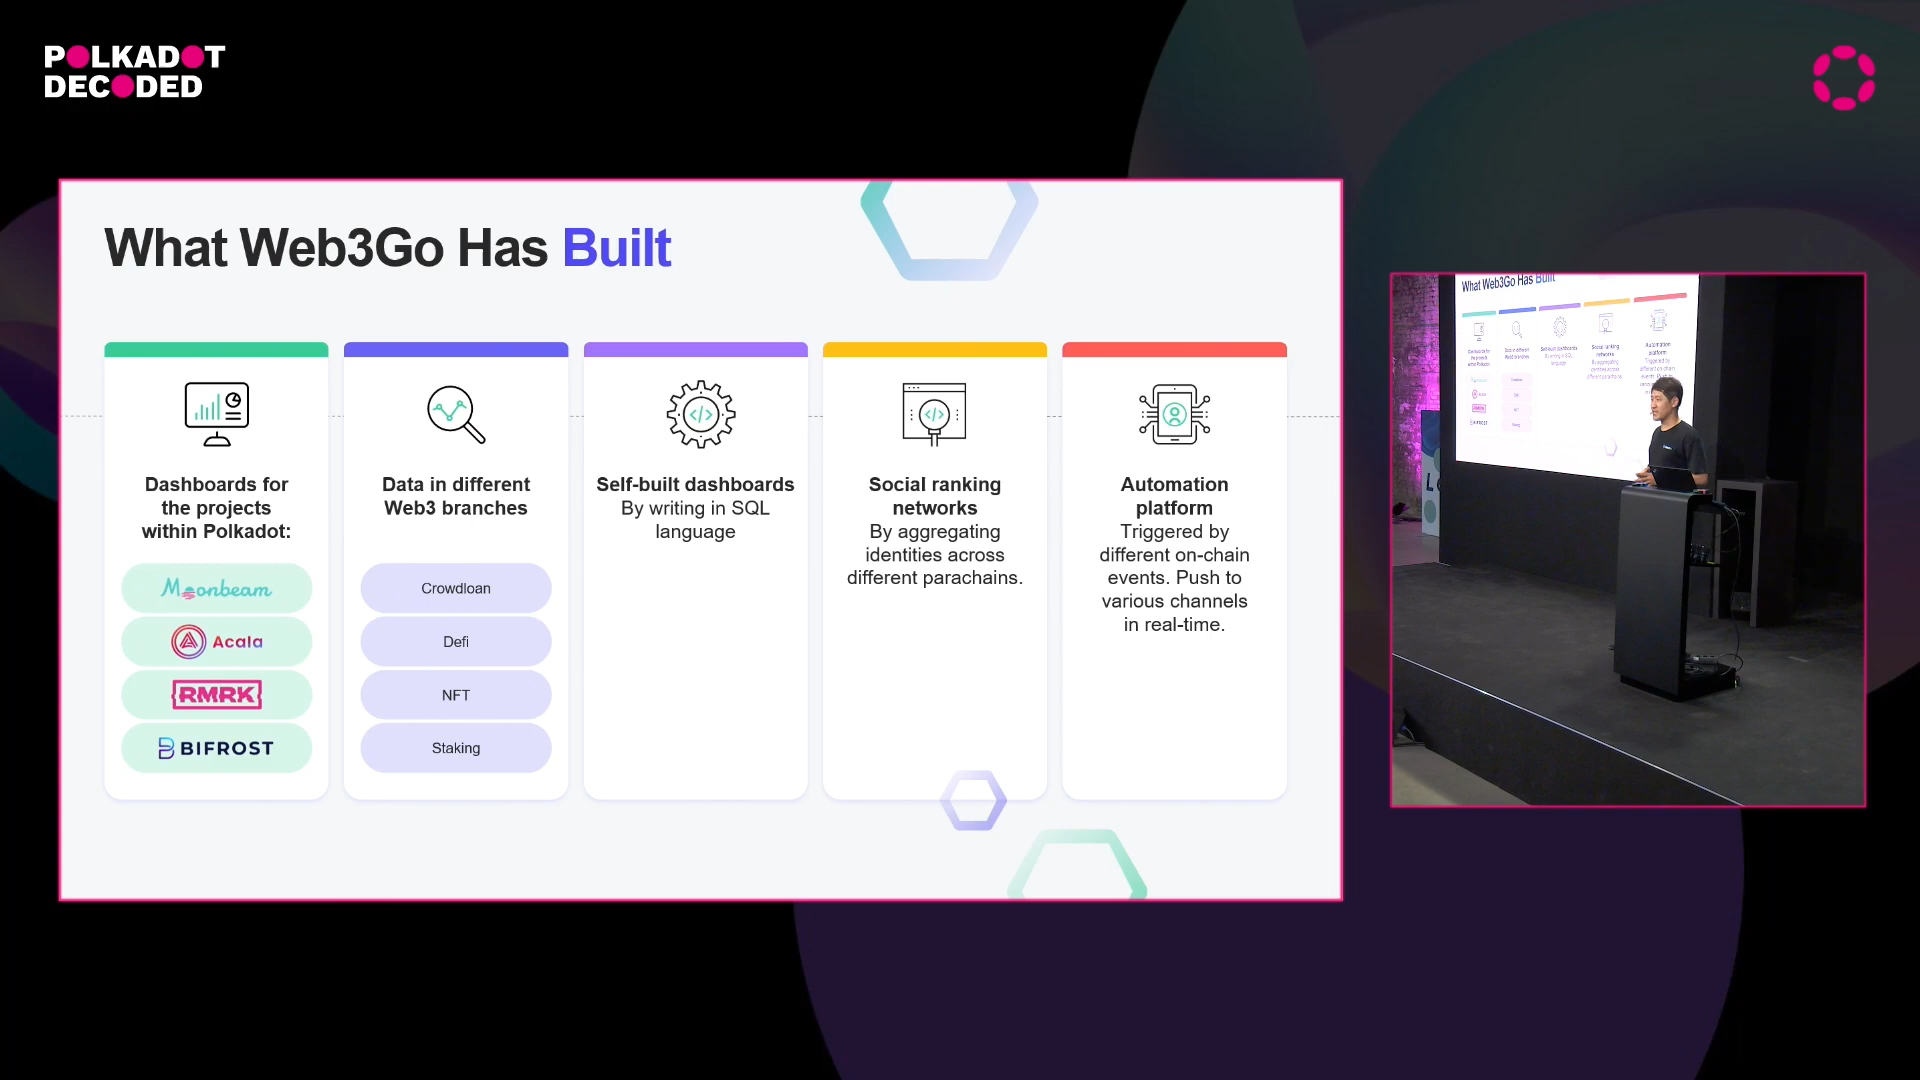 POLKADOT
DECODED
What Web3Go Has Built
Dashboards for
the projects
within Polkadot:
Moonbeam
Acala
RMRK
BIFROST
Data in different
Web3 branches
Crowdloan
Defi
NFT
Staking
Self-built dashboards
By writing in SQL
language
Social ranking
networks
By aggregating
identities across
different parachains.
Automation
platform
Triggered by
different on-chain
events. Push to
various channels
in real-time.
What Web3Go Has Built